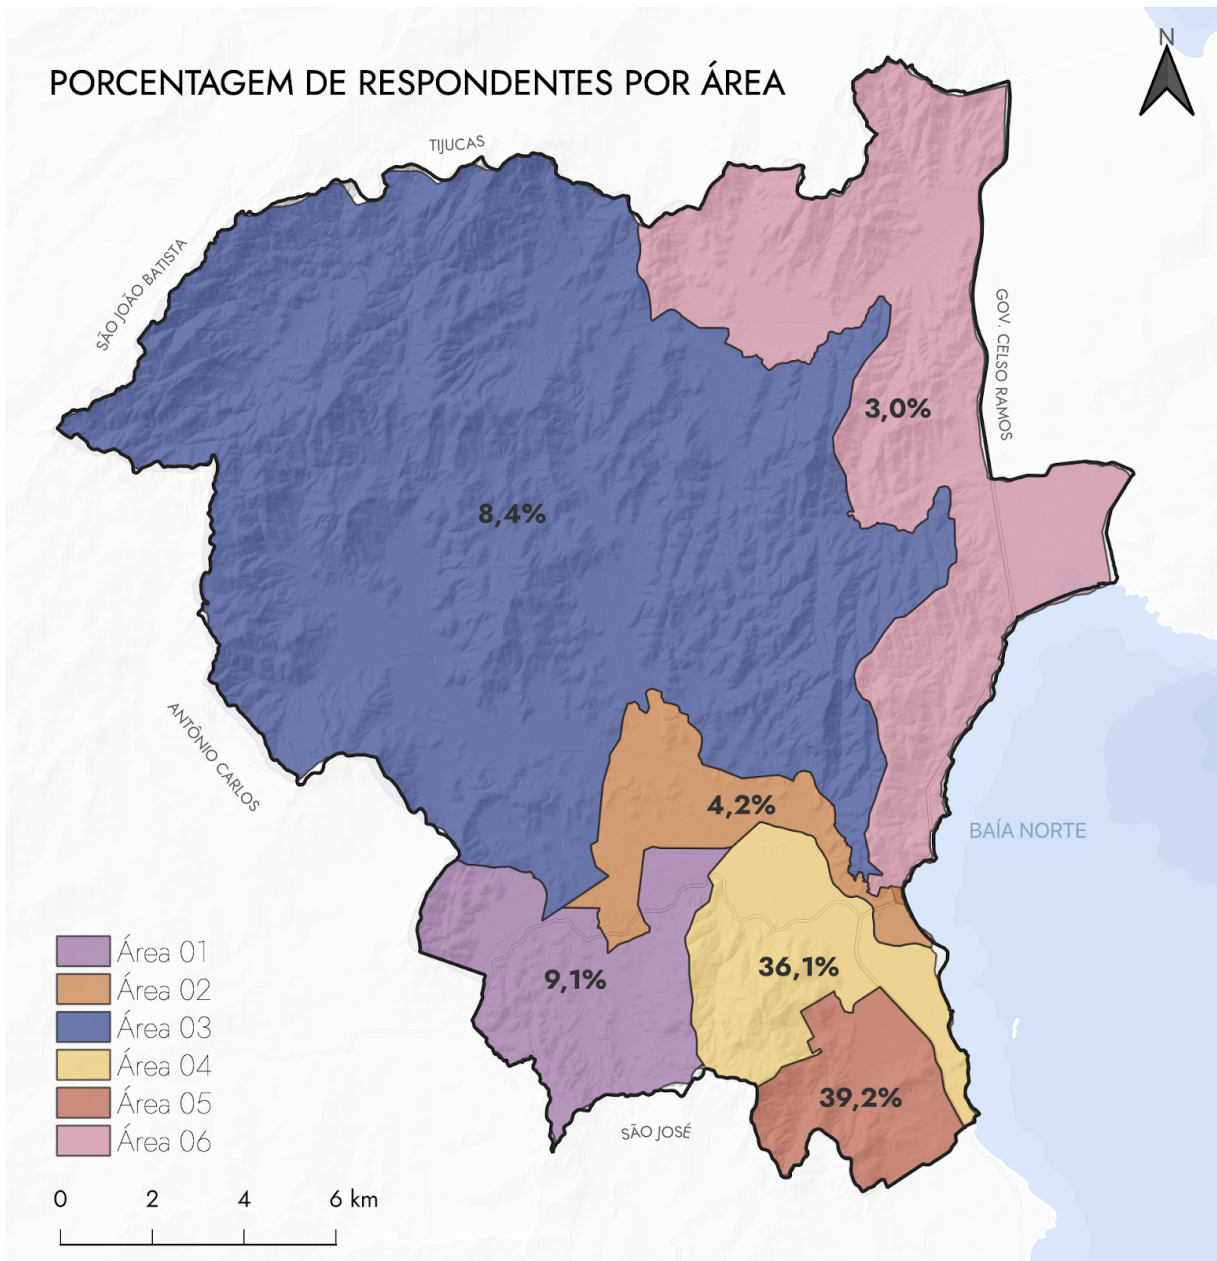 N
PORCENTAGEM DE RESPONDENTES POR ÁREA
TIJUCAS
SÃO JOÃO BATISTA
GOV. CELSO RAMOS
3,0%
8,4%
ANTÔNIO CARLOS
4,2%
BAÍA NORTE
36,1%
9,1%
39,2%
SÃO JOSÉ
Área 01
Área 02
Área 03
Área 04
Área 05
Área 06
0 2 4 6 km